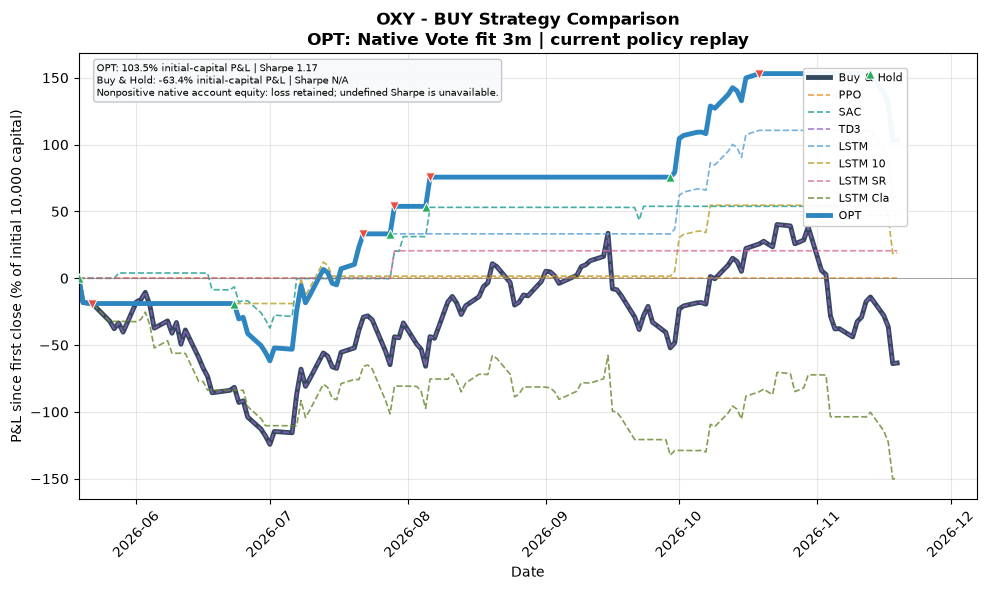 OXY - BUY Strategy Comparison
OPT: Native Vote fit 3m | current policy replay
OPT: 103.5% initial-capital P&L | Sharpe 1.17
Buy & Hold: -63.4% initial-capital P&L | Sharpe N/A
Nonpositive native account equity: loss retained; undefined Sharpe is unavailable.
Buy & Hold
PPO
SAC
TD3
LSTM
LSTM 10
LSTM SR
LSTM Cla
OPT
P&L since first close (% of initial 10,000 capital)
150
100
50
0
−50
−100
−150
2026-06
2026-07
2026-08
2026-09
2026-10
2026-11
2026-12
Date